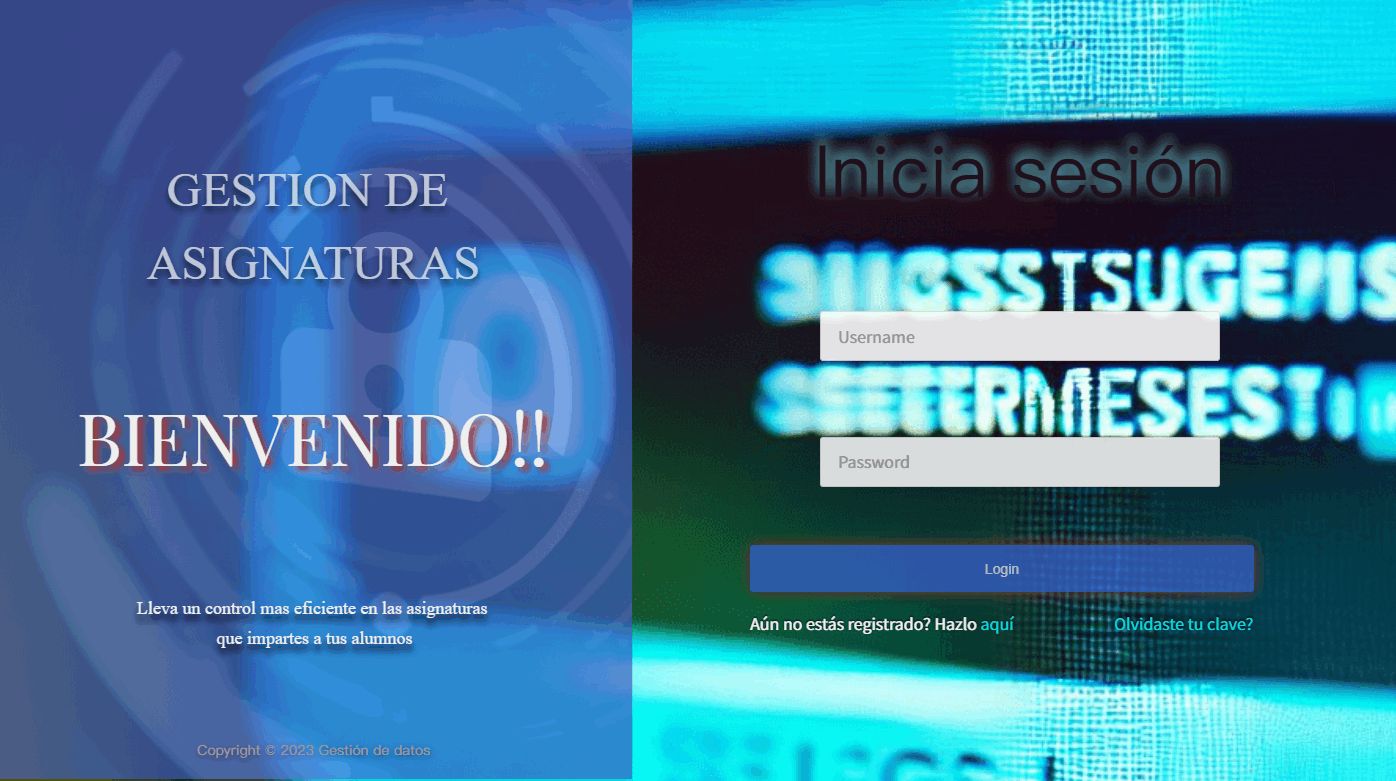 GESTION DE
ASIGNATURAS
BIENVENIDO!!
Lleva un control mas eficiente en las asignaturas
que impartes a tus alumnos
Copyright © 2023 Gestión de datos
Inicia sesión
Username
Password
Login
Aún no estás registrado? Hazlo aquí
Olvidaste tu clave?